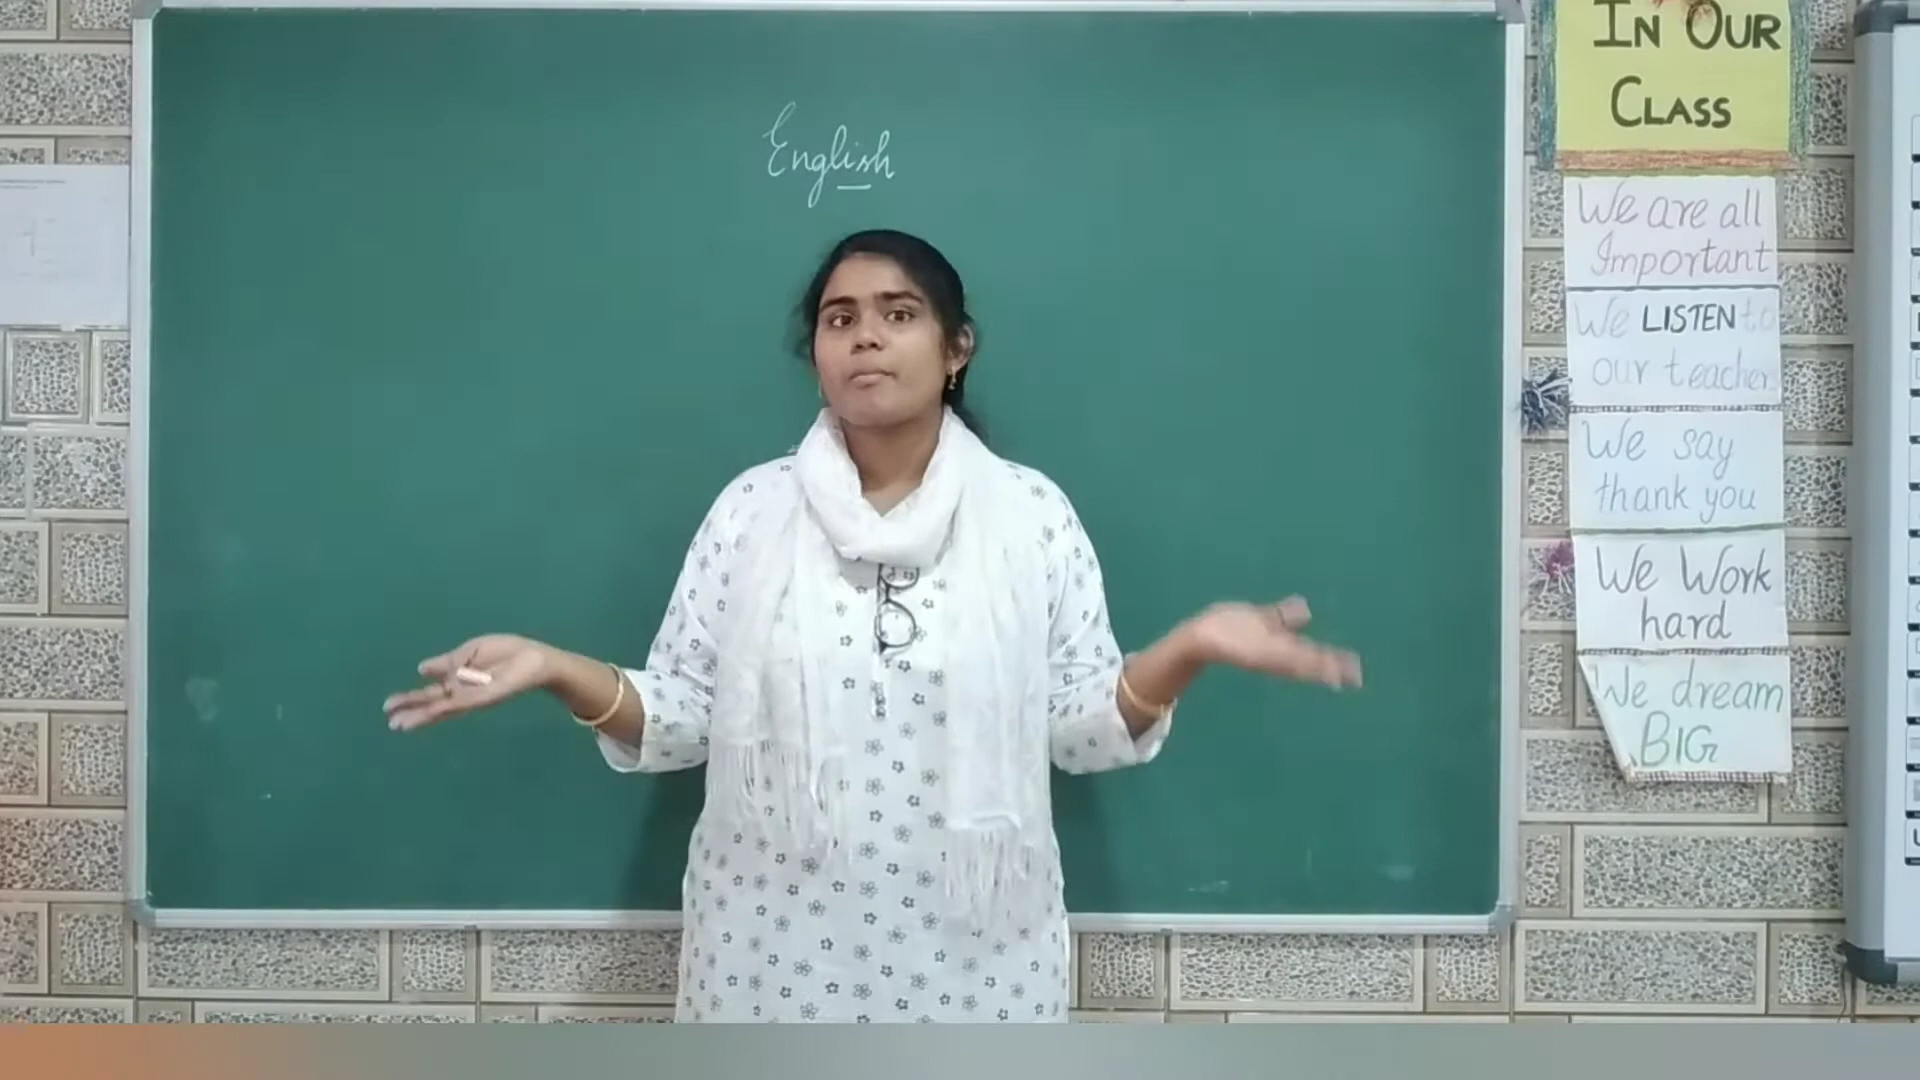 English
IN OUR
CLASS
We are all
Important
We LISTEN to
our teacher
We say
thank you
We Work
hard
We dream
BIG